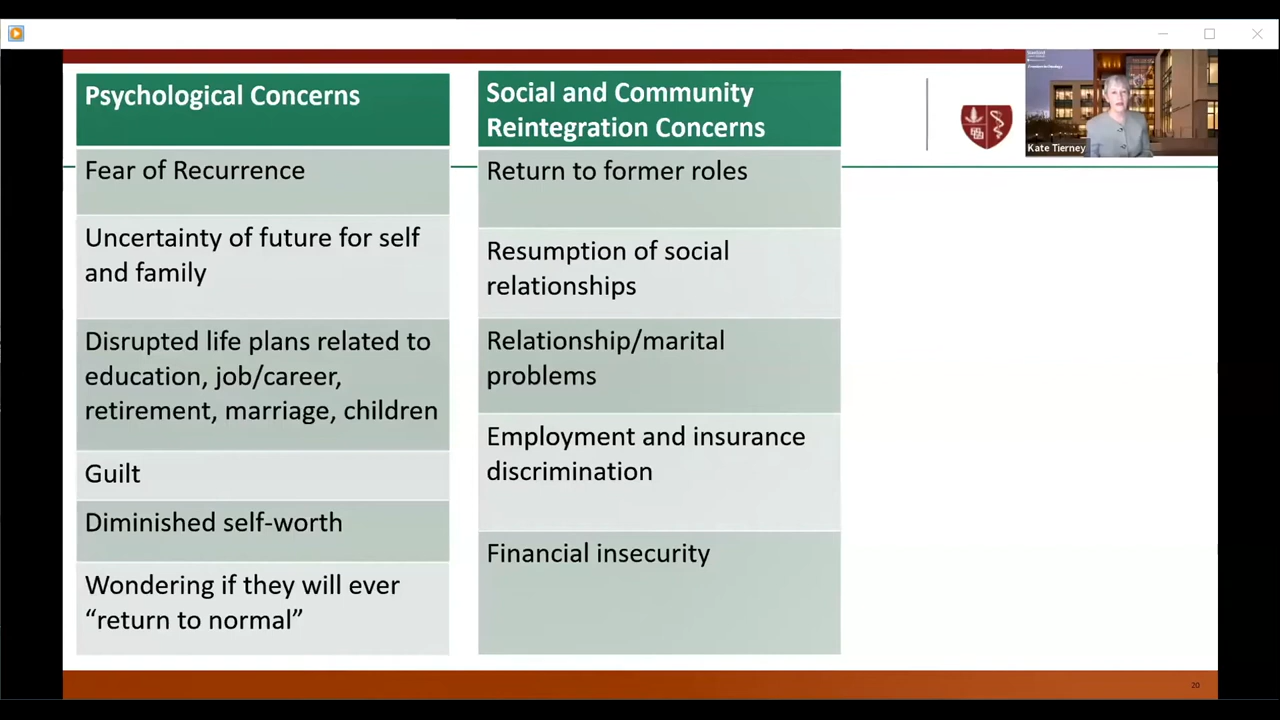 Psychological Concerns
Fear of Recurrence
Uncertainty of future for self
and family
Disrupted life plans related to
education, job/career,
retirement, marriage, children
Guilt
Diminished self-worth
Wondering if they will ever
“return to normal”
Social and Community
Reintegration Concerns
Return to former roles
Resumption of social
relationships
Relationship/marital
problems
Employment and insurance
discrimination
Financial insecurity
Kate Tierney
20